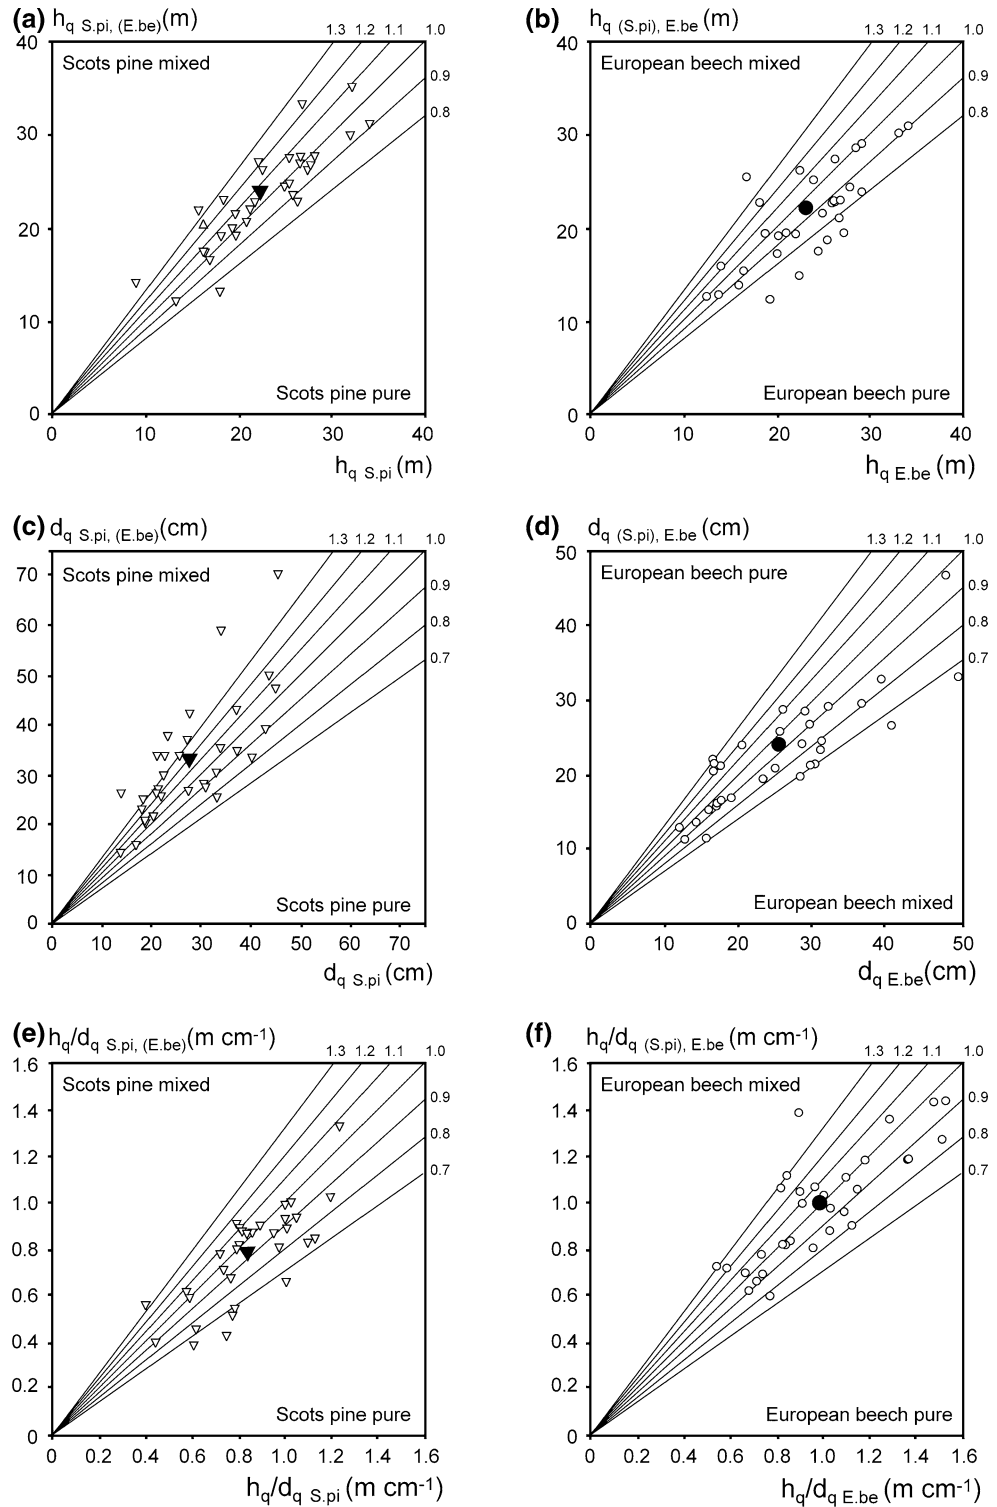 (a) hq S.pi, (E.be)(m)
1.3 1.2 1.1 1.0
40
Scots pine mixed
0.9
0.8
30
20
10
Scots pine pure
0
0 10 20 30 40
hq S.pi (m)
(b) hq (S.pi), E.be (m)
1.3 1.2 1.1 1.0
40
European beech mixed
0.9
0.8
30
20
10
European beech pure
0
0 10 20 30 40
hq E.be (m)
(c) dq S.pi, (E.be)(cm)
1.3 1.2 1.1 1.0
Scots pine mixed
70
0.9
60
0.8
0.7
50
40
30
20
10
Scots pine pure
0
0 10 20 30 40 50 60 70
dq S.pi (cm)
(d) dq (S.pi), E.be (cm)
1.3 1.2 1.1 1.0
50
European beech pure
0.9
40
0.8
0.7
30
20
10
European beech mixed
0
0 10 20 30 40 50
dq E.be(cm)
(e) hq/dq S.pi, (E.be)(m cm-1)
1.3 1.2 1.1 1.0
1.6
Scots pine mixed
0.9
1.4
0.8
1.2
0.7
1.0
0.8
0.6
0.4
0.2
Scots pine pure
0
0 0.2 0.4 0.6 0.8 1.0 1.2 1.4 1.6
hq/dq S.pi (m cm-1)
(f) hq/dq (S.pi), E.be (m cm-1)
1.3 1.2 1.1 1.0
1.6
European beech mixed
0.9
1.4
0.8
1.2
0.7
1.0
0.8
0.6
0.4
0.2
European beech pure
0
0 0.2 0.6 0.8 1.0 1.2 1.4 1.6
hq/dq E.be (m cm-1)